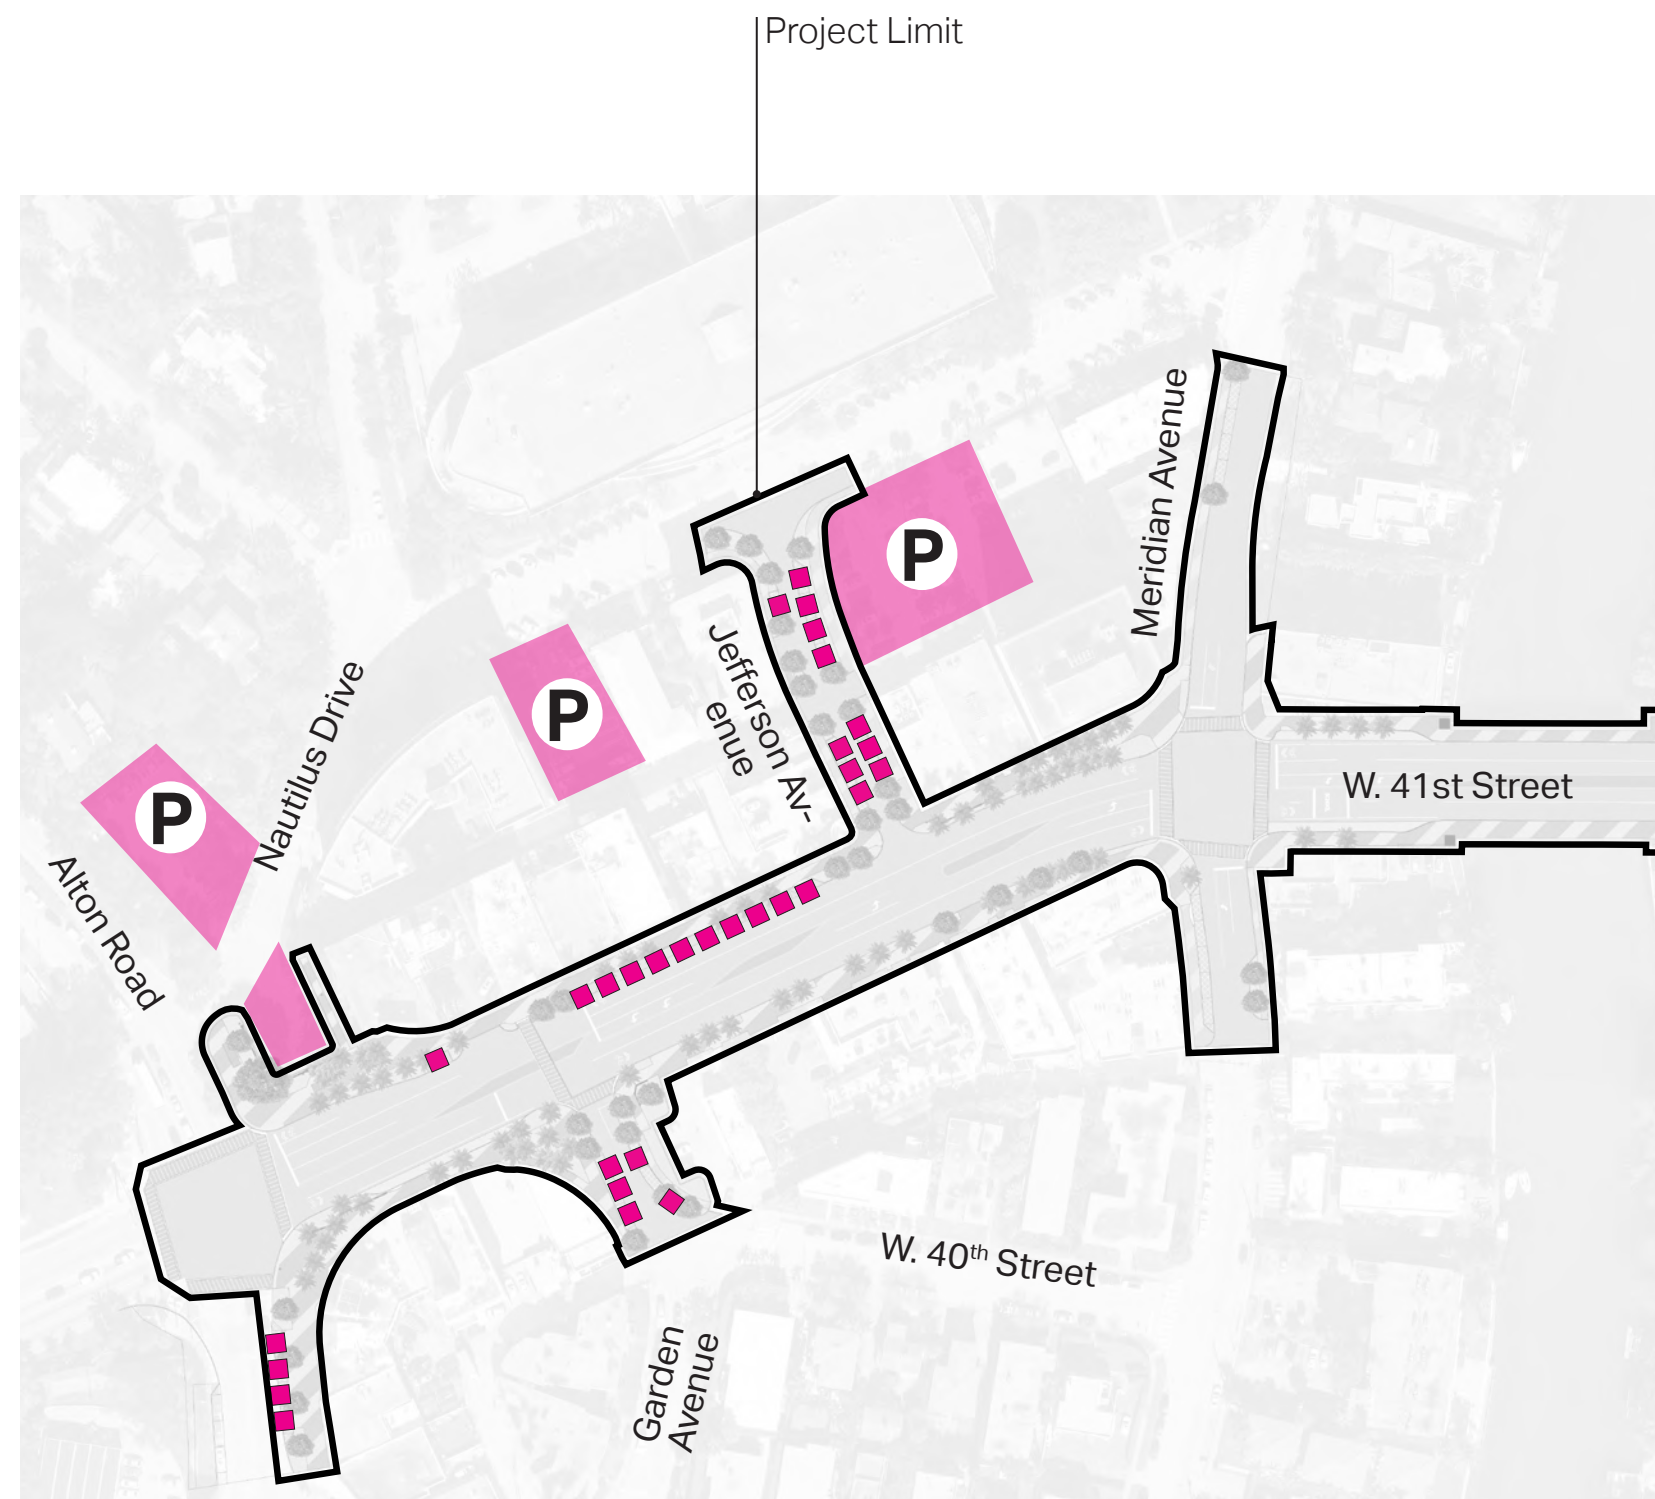 Project Limit
Meridian Avenue
P
Jefferson Av-
enue
P
Nautilus Drive
P
Alton Road
W. 41st Street
W. 40th Street
Garden
Avenue